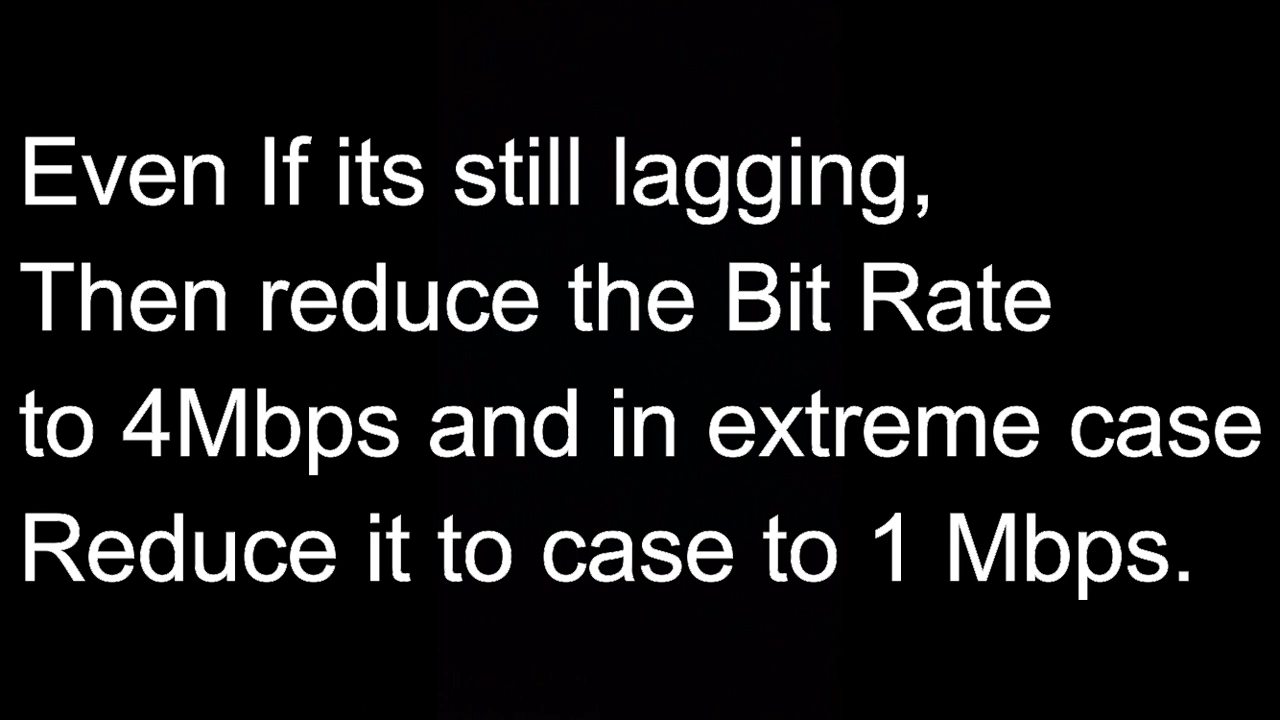 Even If its still lagging,
Then reduce the Bit Rate
to 4Mbps and in extreme case
Reduce it to case to 1 Mbps.